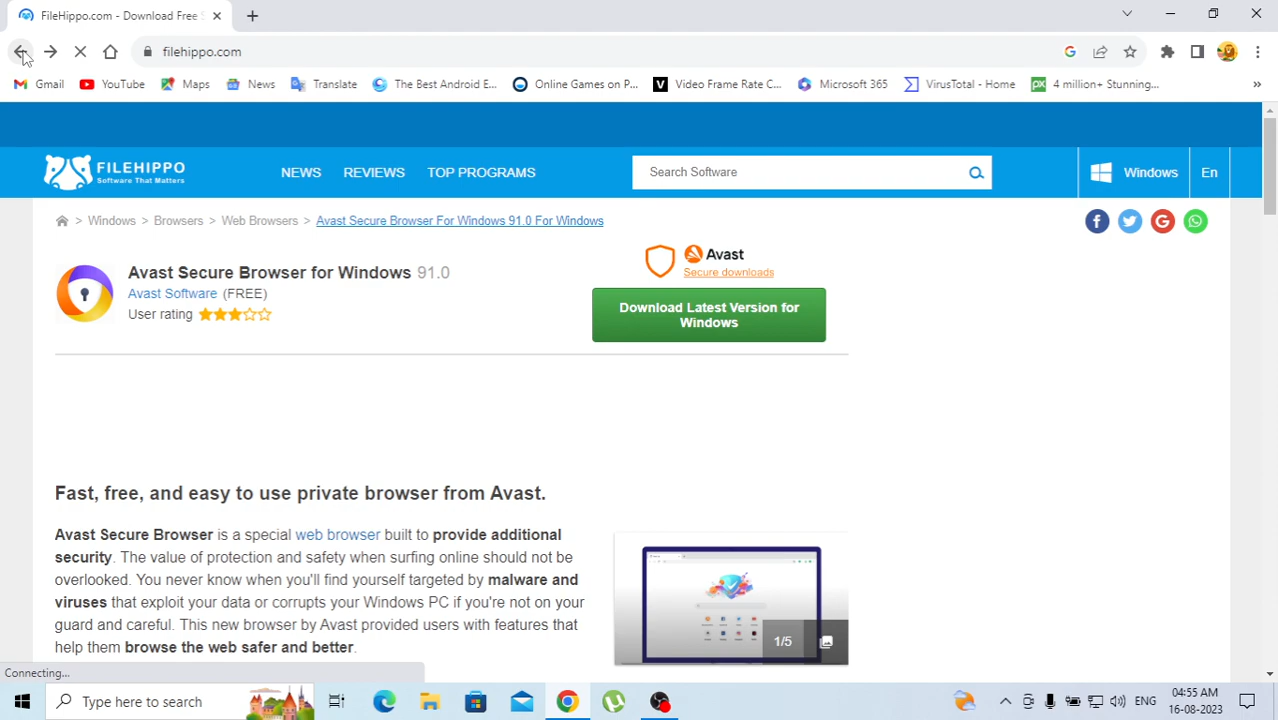 FileHippo.com - Download Free S
filehippo.com
Gmail
YouTube
Maps
News
Translate
The Best Android E...
Online Games on P...
Video Frame Rate C...
Microsoft 365
VirusTotal - Home
4 million+ Stunning...
»
FILEHIPPO
Software That Matters
NEWS
REVIEWS
TOP PROGRAMS
Search Software
Windows
En
> Windows > Browsers > Web Browsers > Avast Secure Browser For Windows 91.0 For Windows
Avast
Secure downloads
Avast Secure Browser for Windows 91.0
Avast Software (FREE)
User rating
Download Latest Version for
Windows
Fast, free, and easy to use private browser from Avast.
Avast Secure Browser is a special web browser built to provide additional
security. The value of protection and safety when surfing online should not be
overlooked. You never know when you'll find yourself targeted by malware and
viruses that exploit your data or corrupts your Windows PC if you're not on your
guard and careful. This new browser by Avast provided users with features that
help them browse the web safer and better.
1/5
Connecting...
Type here to search
ENG
04:55 AM
16-08-2023